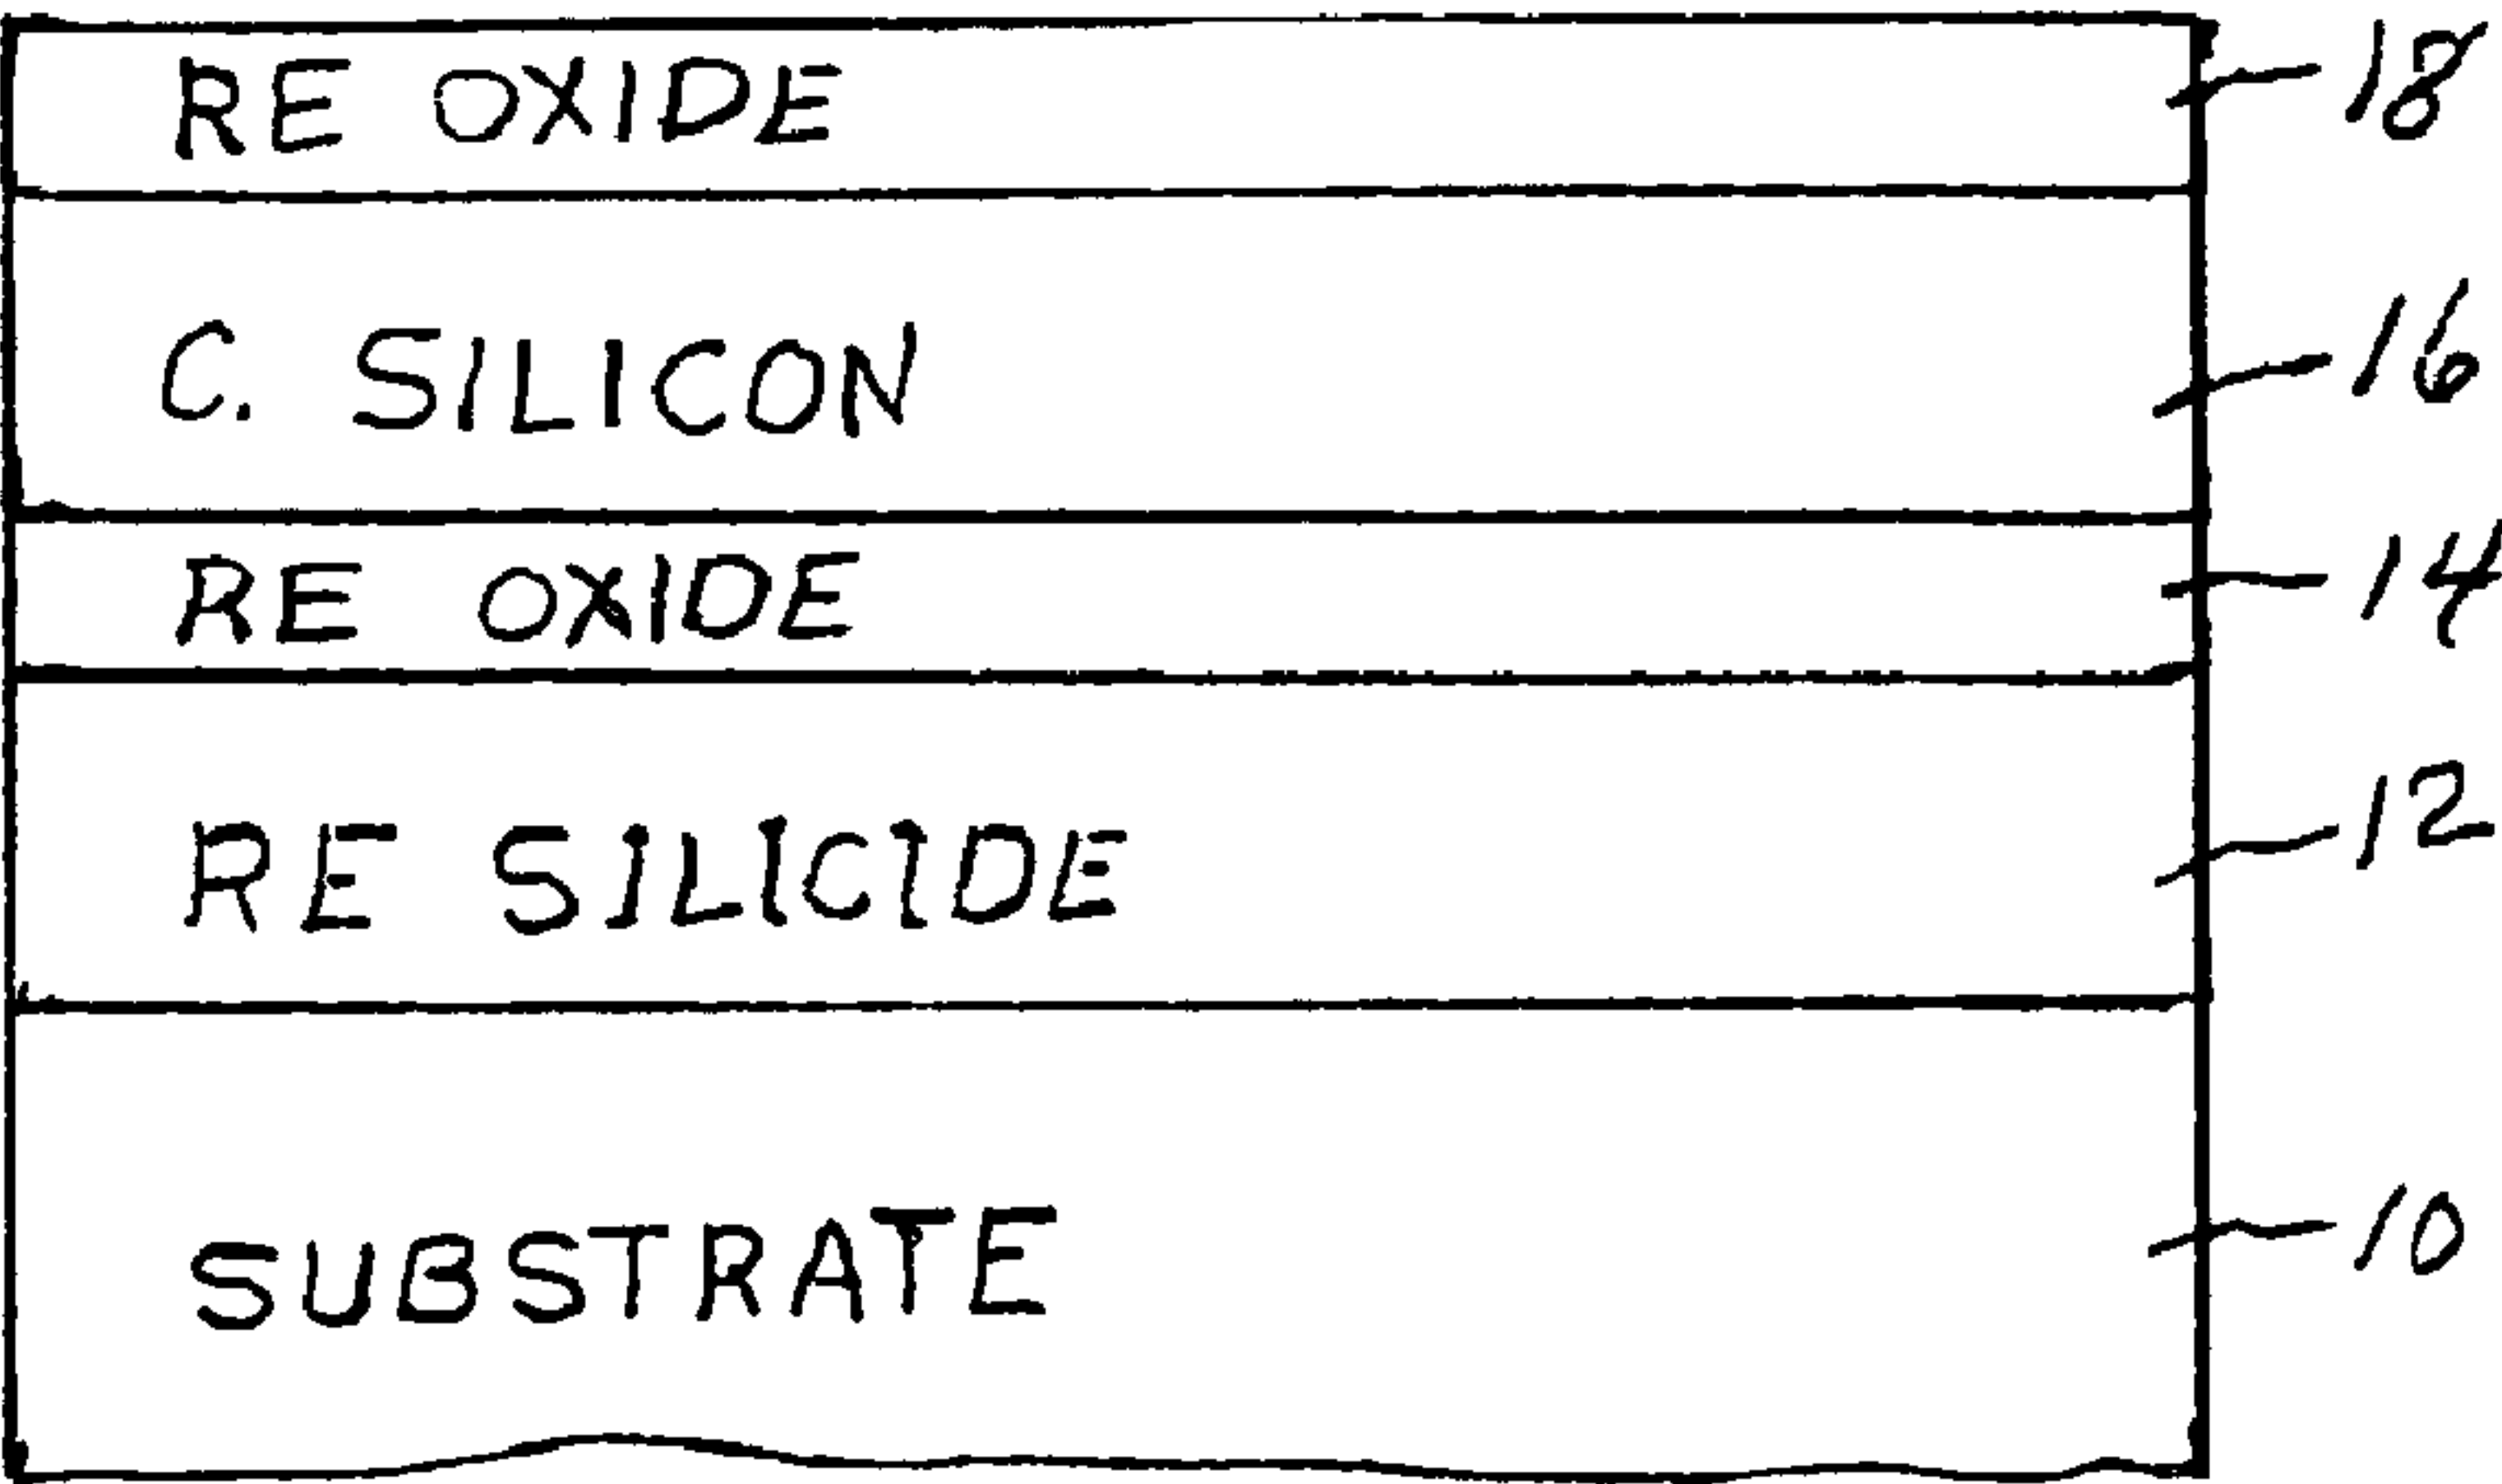 RE OXIDE 18
C. SILICON 16
RE OXIDE 14
RE SILICIDE 12
SUBSTRATE 10